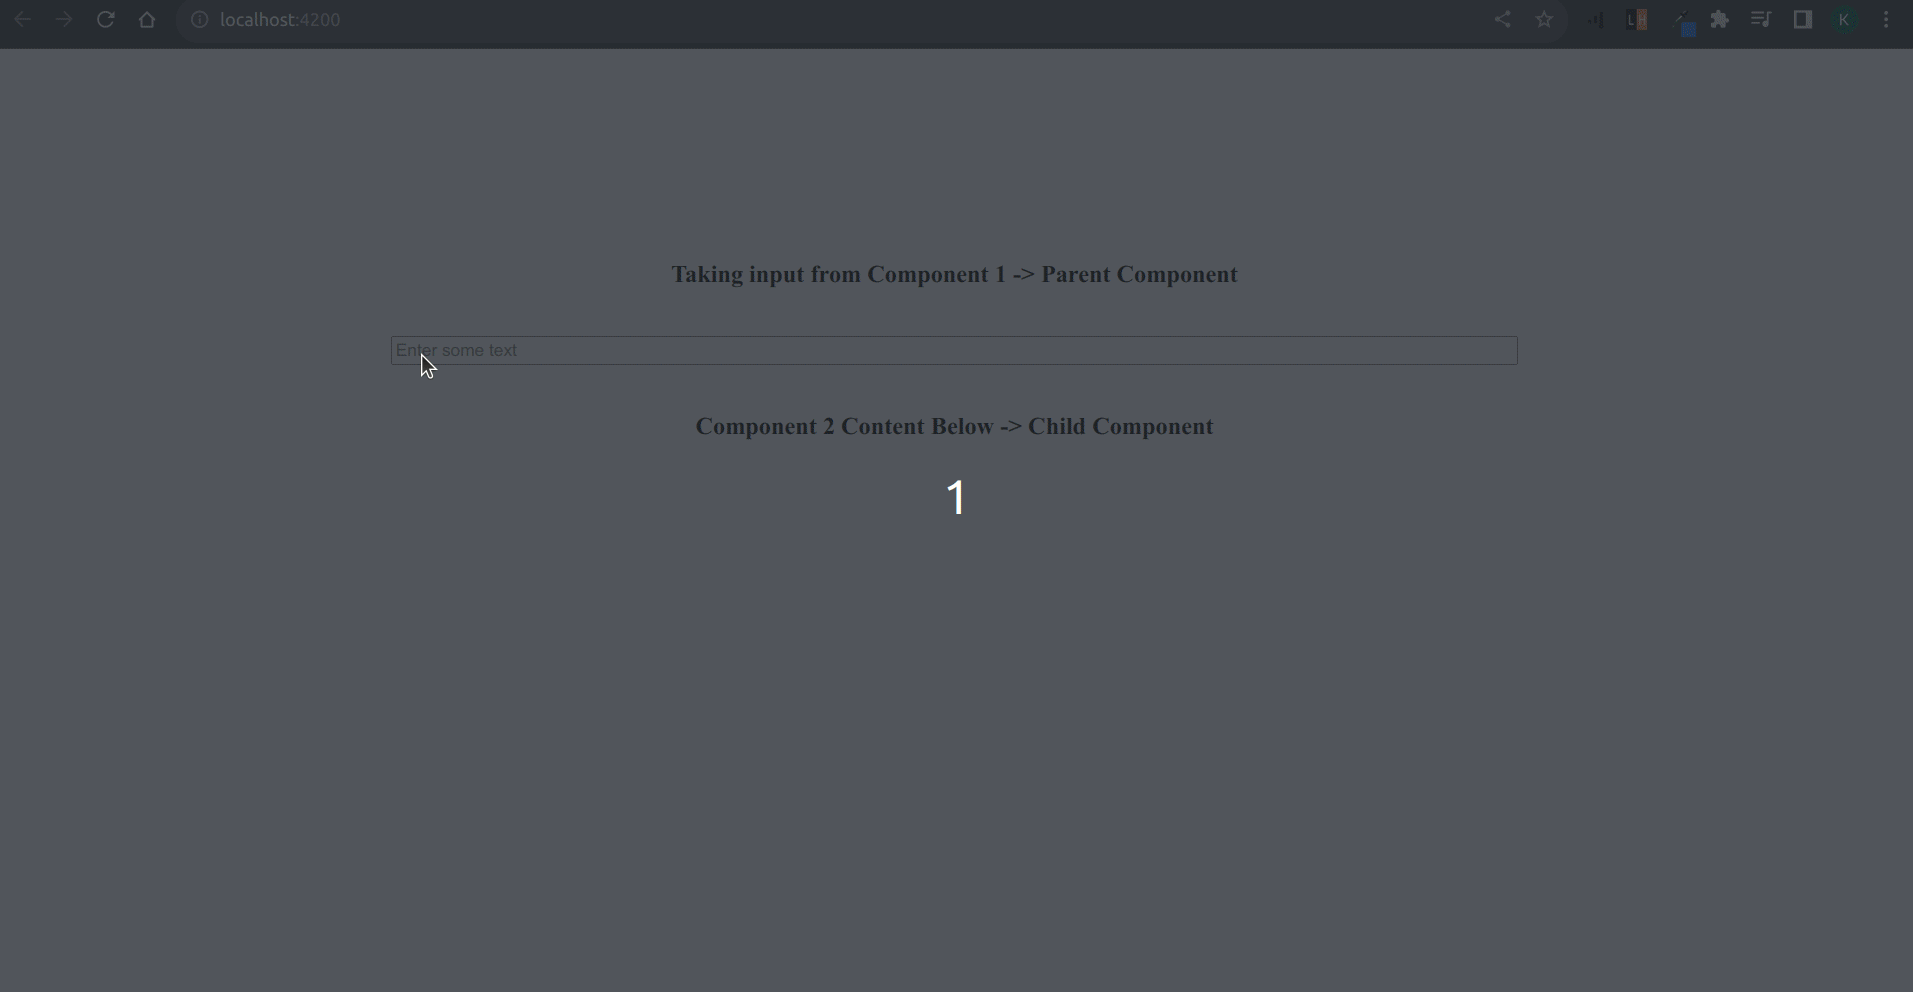 localhost:4200
L H
K
Taking input from Component 1 -> Parent Component
Enter some text
Component 2 Content Below -> Child Component
1